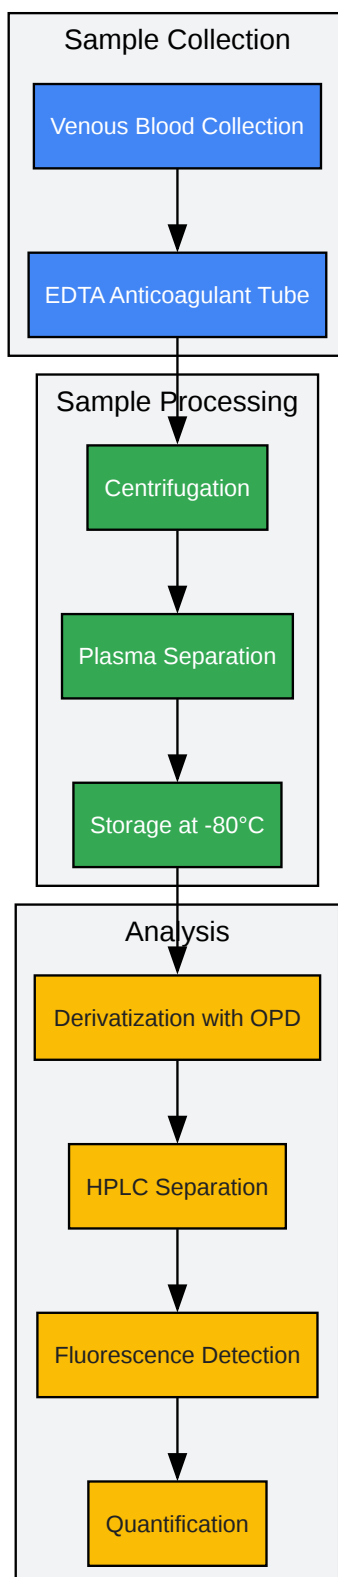 Sample Collection
Venous Blood Collection
EDTA Anticoagulant Tube
Sample Processing
Centrifugation
Plasma Separation
Storage at -80°C
Analysis
Derivatization with OPD
HPLC Separation
Fluorescence Detection
Quantification